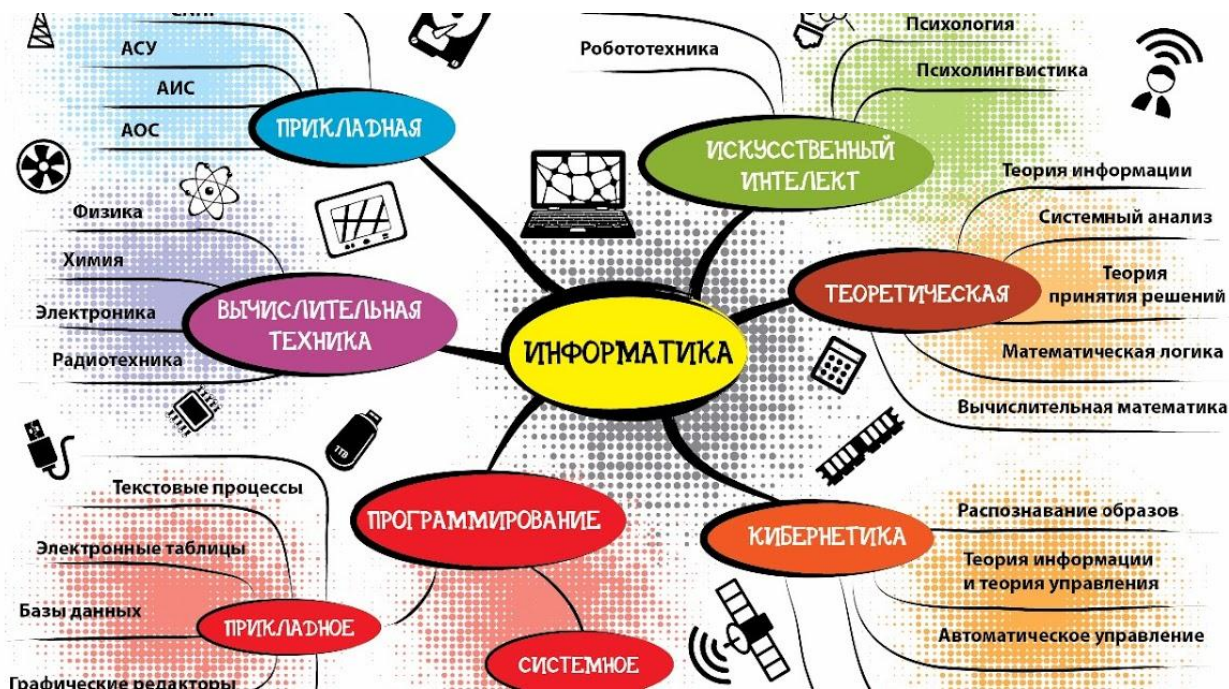 АСУ
АИС
АОС
ПРИКЛАДНАЯ
Робототехника
Психология
Психолингвистика
ИСКУССТВЕННЫЙ
ИНТЕЛЕКТ
Физика
Химия
Электроника
Радиотехника
ВЫЧИСЛИТЕЛЬНАЯ
ТЕХНИКА
ИНФОРМАТИКА
ТЕОРЕТИЧЕСКАЯ
Теория информации
Системный анализ
Теория
принятия решений
Математическая логика
Вычислительная математика
1TB
Текстовые процессы
Электронные таблицы
Базы данных
Графические редакторы
ПРИКЛАДНОЕ
ПРОГРАММИРОВАНИЕ
СИСТЕМНОЕ
КИБЕРНЕТИКА
Распознавание образов
Теория информации
и теория управления
Автоматическое управление